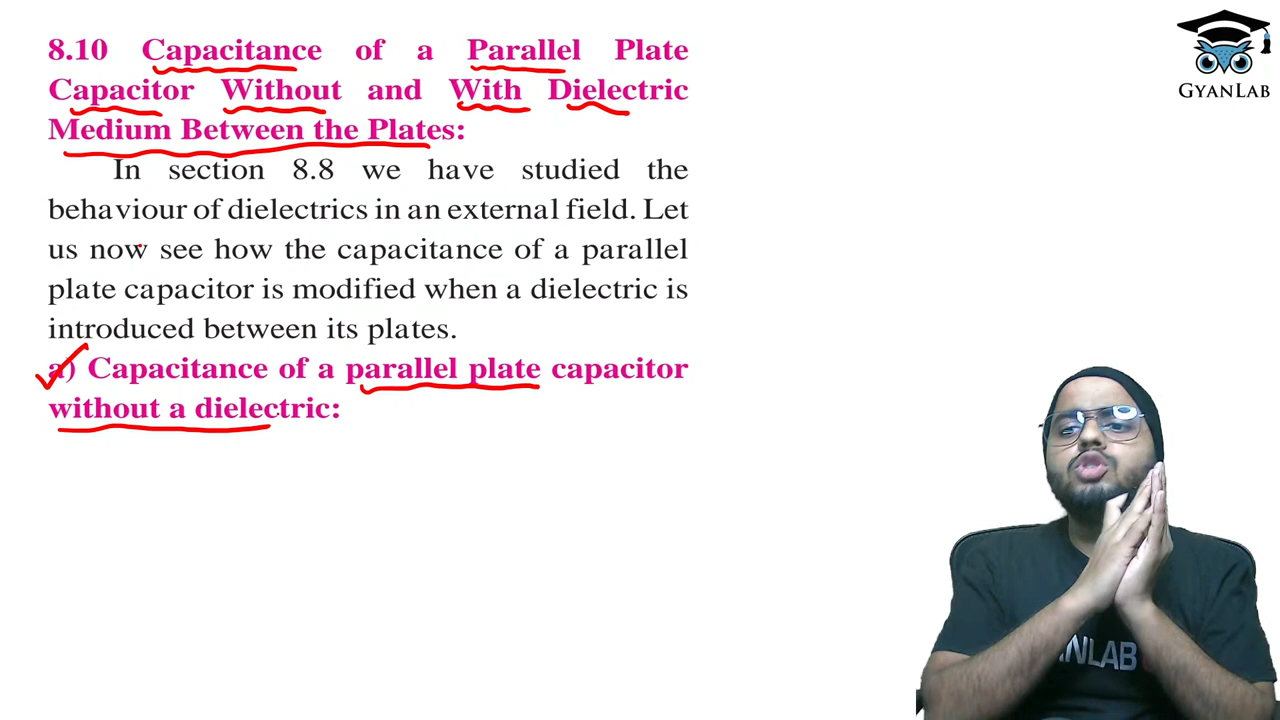 8.10 Capacitance of a Parallel Plate
Capacitor Without and With Dielectric
Medium Between the Plates:
In section 8.8 we have studied the
behaviour of dielectrics in an external field. Let
us now see how the capacitance of a parallel
plate capacitor is modified when a dielectric is
introduced between its plates.
a) Capacitance of a parallel plate capacitor
without a dielectric:
GYANLAB